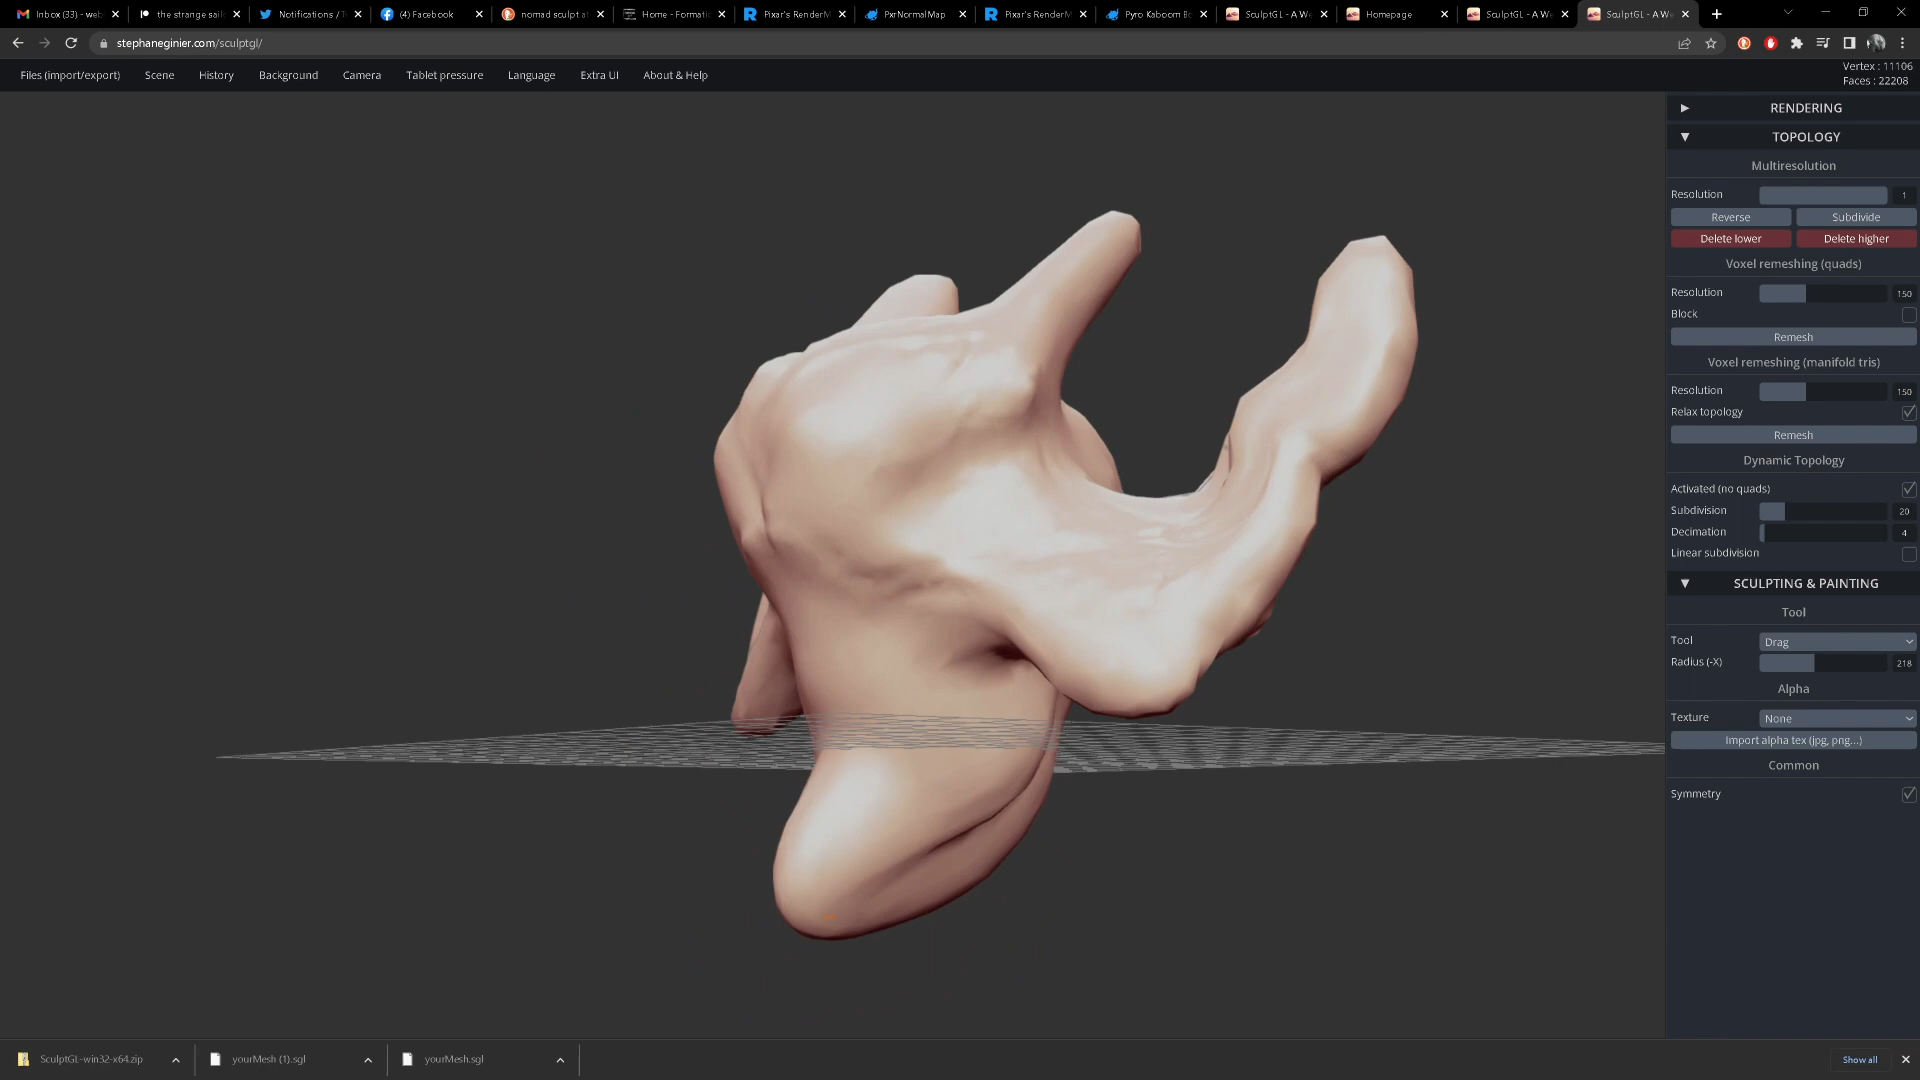 Inbox (33) - web
the strange sail
Notifications / T
(4) Facebook
nomad sculpt a
Home - Formati
Pixar's RenderM
PxrNormalMap
Pixar's RenderM
Pyro Kaboom Bo
SculptGL - A We
Homepage
SculptGL - A We
SculptGL - A We
stephaneginier.com/sculptgl/
Files (import/export) Scene History Background Camera Tablet pressure Language Extra UI About & Help
Vertex : 11106
Faces : 22208
RENDERING
TOPOLOGY
Multiresolution
Resolution 1
Reverse Subdivide
Delete lower Delete higher
Voxel remeshing (quads)
Resolution 150
Block
Remesh
Voxel remeshing (manifold tris)
Resolution 150
Relax topology
Remesh
Dynamic Topology
Activated (no quads)
Subdivision 20
Decimation 4
Linear subdivision
SCULPTING & PAINTING
Tool
Tool Drag
Radius (-X) 218
Alpha
Texture None
Import alpha tex (jpg, png...)
Common
Symmetry
SculptGL-win32-x64.zip
yourMesh (1).sgl
yourMesh.sgl
Show all